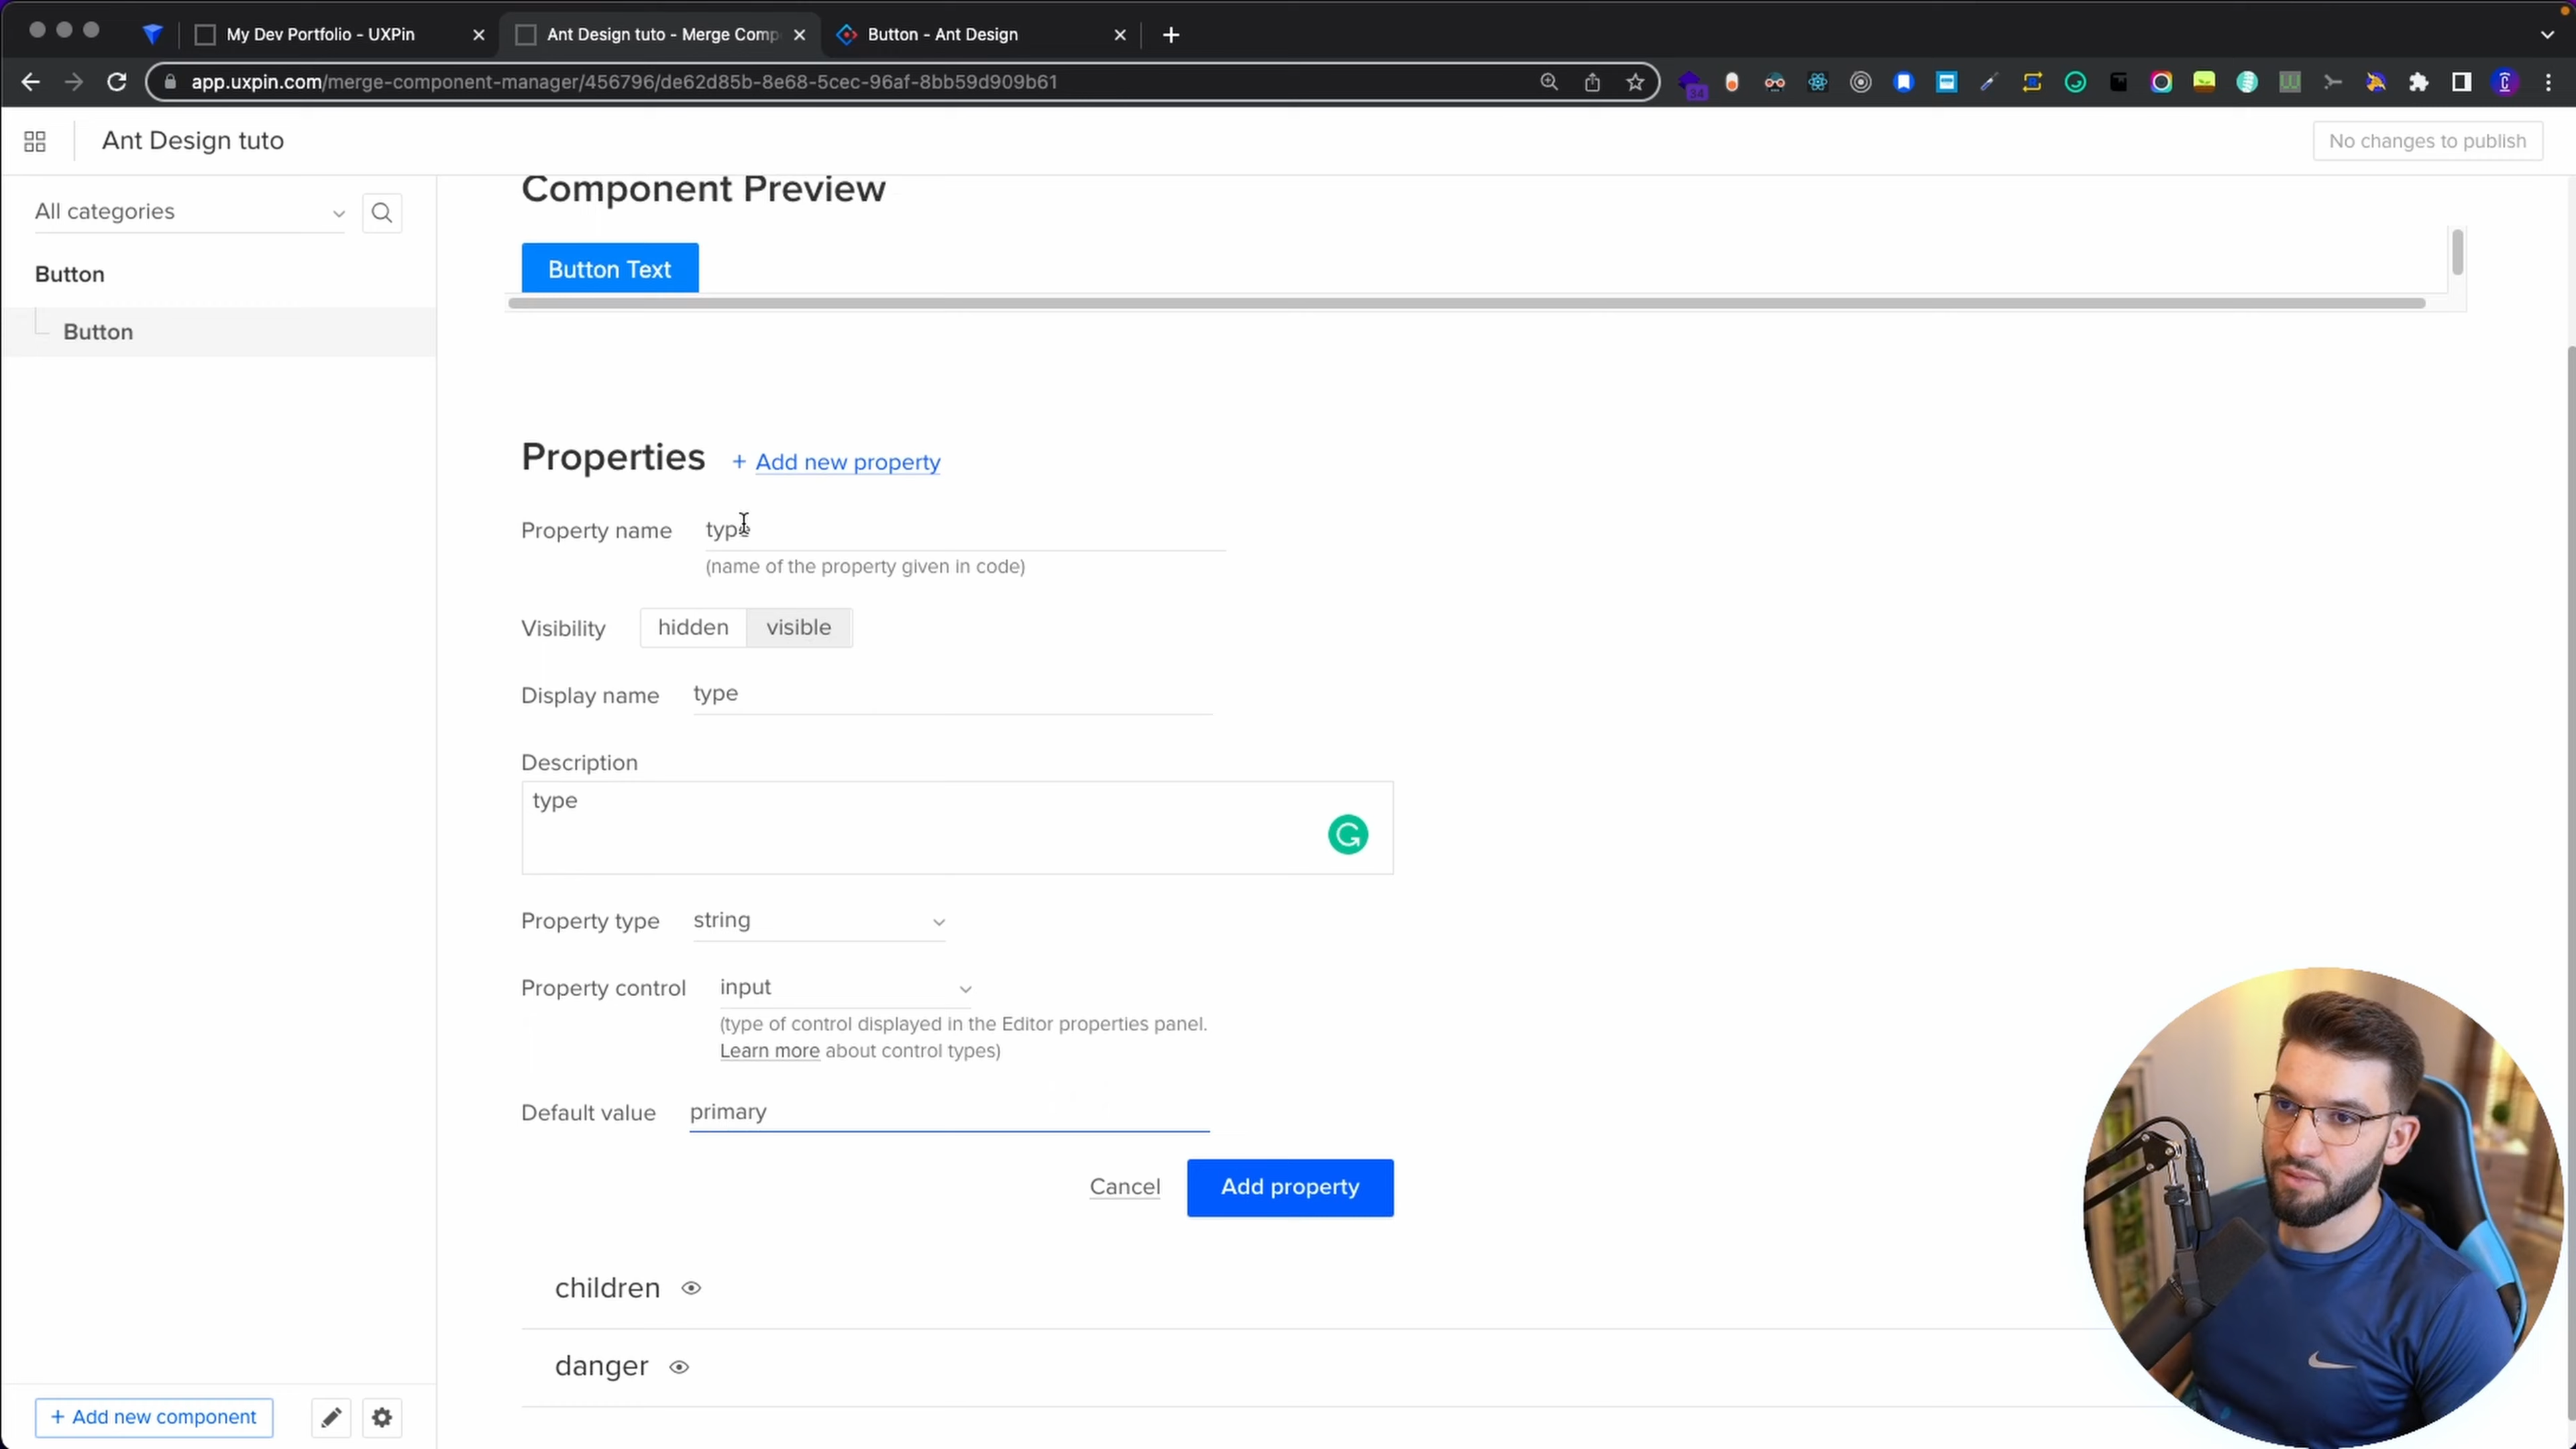 My Dev Portfolio - UXPin
Ant Design tuto - Merge Comp
Button - Ant Design
app.uxpin.com/merge-component-manager/456796/de62d85b-8e68-5cec-96af-8bb59d909b61
34
Ant Design tuto
No changes to publish
All categories
Button
Button
Component Preview
Button Text
Properties + Add new property
Property name type
(name of the property given in code)
Visibility hidden visible
Display name type
Description
type
Property type string
Property control input
(type of control displayed in the Editor properties panel.
Learn more about control types)
Default value primary
Cancel Add property
children
danger
+ Add new component